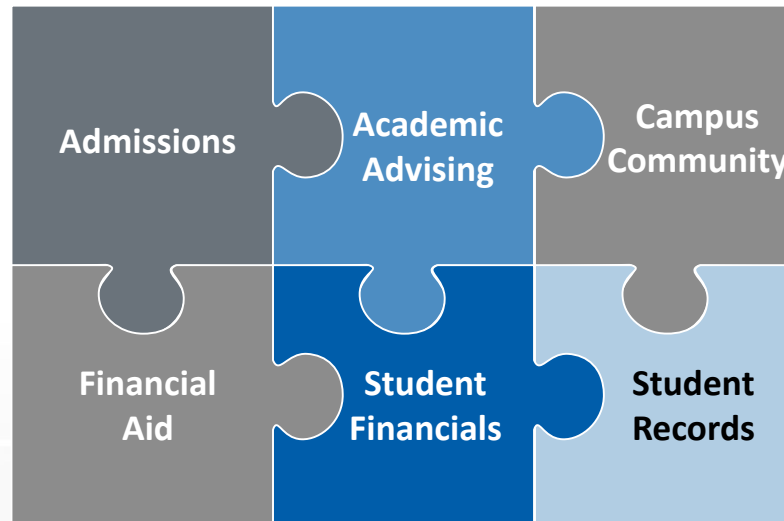 Admissions
Academic
Advising
Campus
Community
Financial
Aid
Student
Financials
Student
Records